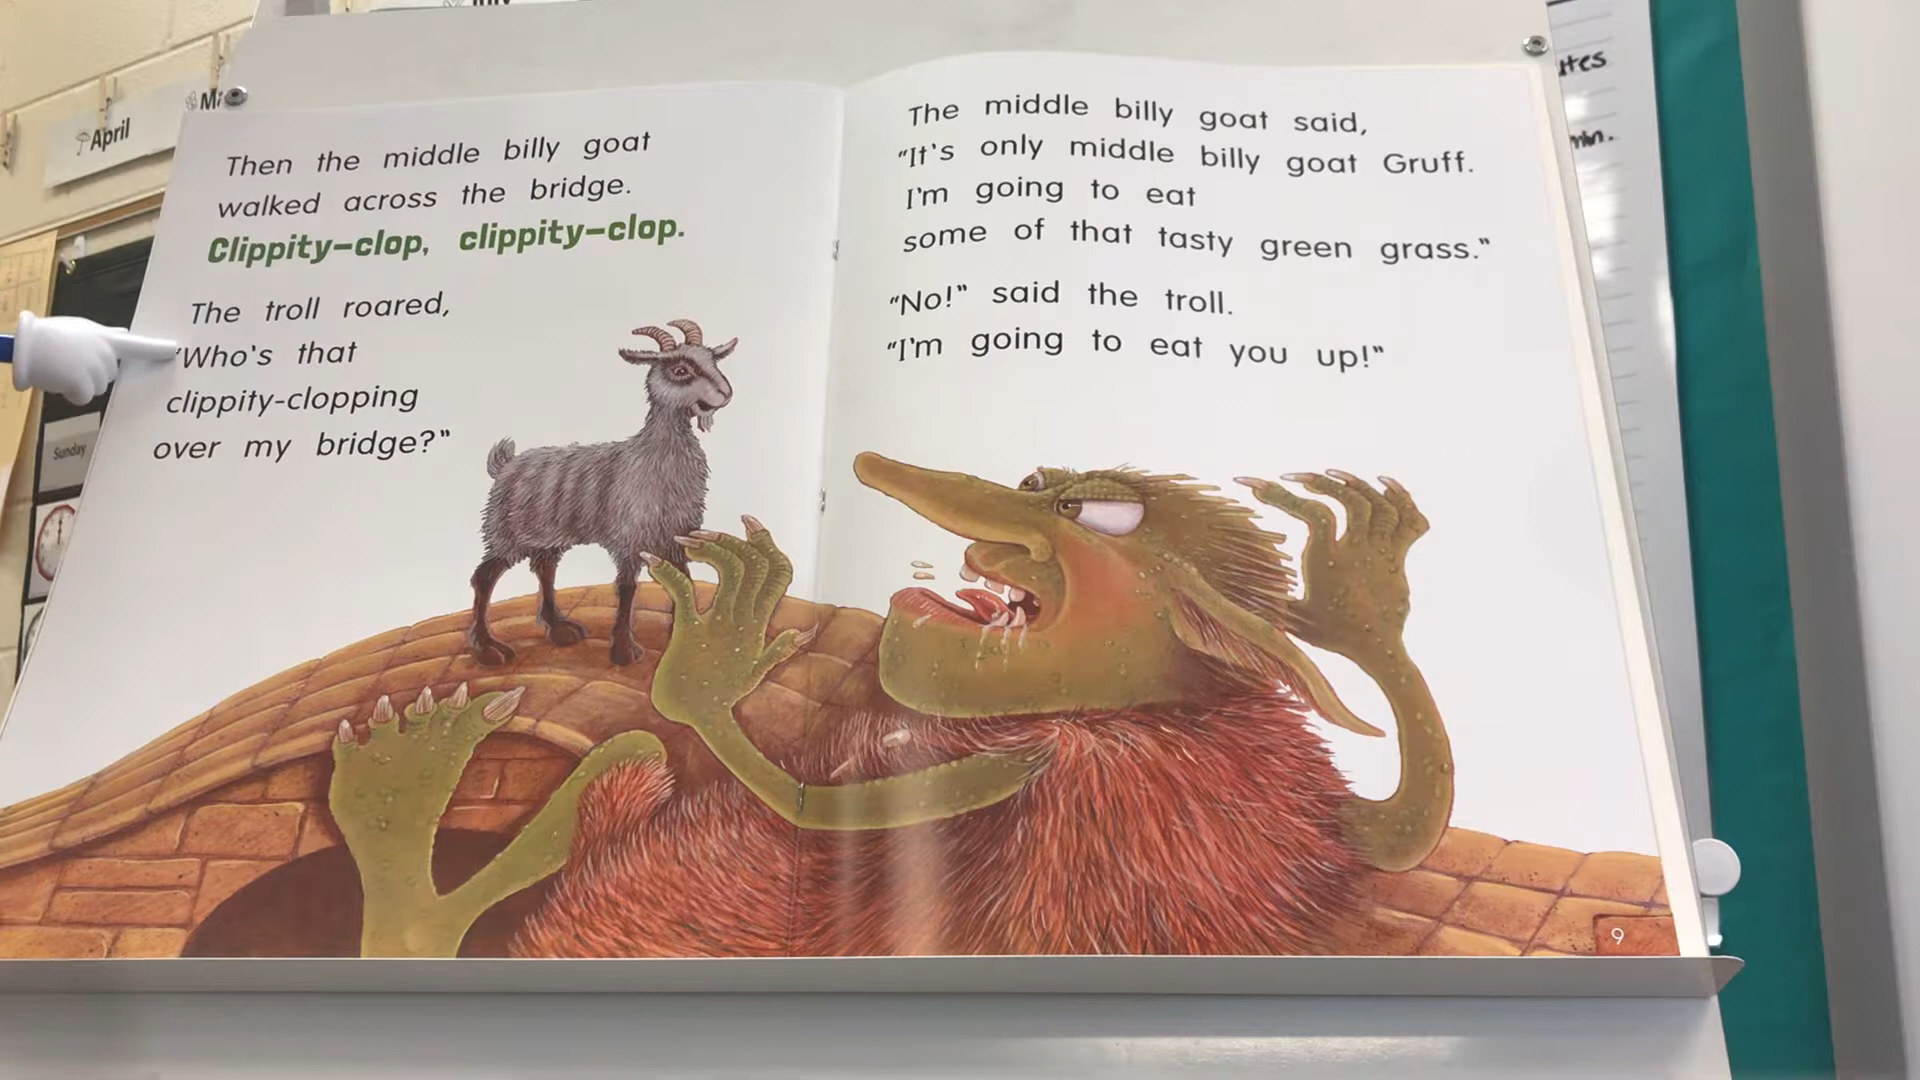 April
Sunday
Then the middle billy goat
walked across the bridge.
Clippity-clop, clippity-clop.
The troll roared,
"Who's that
clippity-clopping
over my bridge?"
The middle billy goat said,
"It's only middle billy goat Gruff.
I'm going to eat
some of that tasty green grass."
"No!" said the troll.
"I'm going to eat you up!"
9
min.